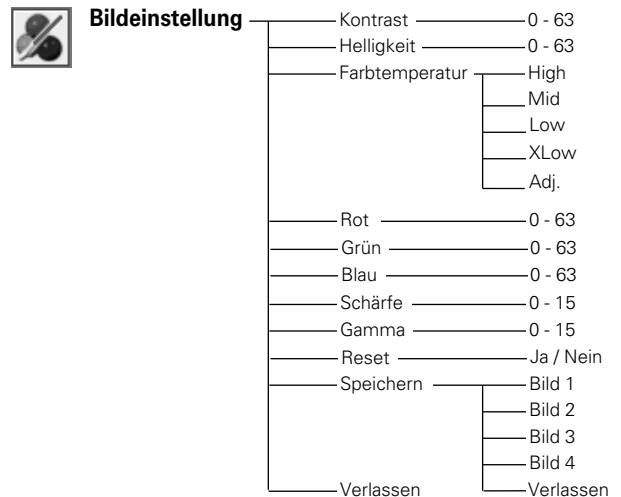 Bildeinstellung Kontrast 0 - 63
Helligkeit 0 - 63
Farbtemperatur High
Mid
Low
XLow
Adj.
Rot 0 - 63
Grün 0 - 63
Blau 0 - 63
Schärfe 0 - 15
Gamma 0 - 15
Reset Ja / Nein
Speichern Bild 1
Bild 2
Bild 3
Bild 4
Verlassen Verlassen